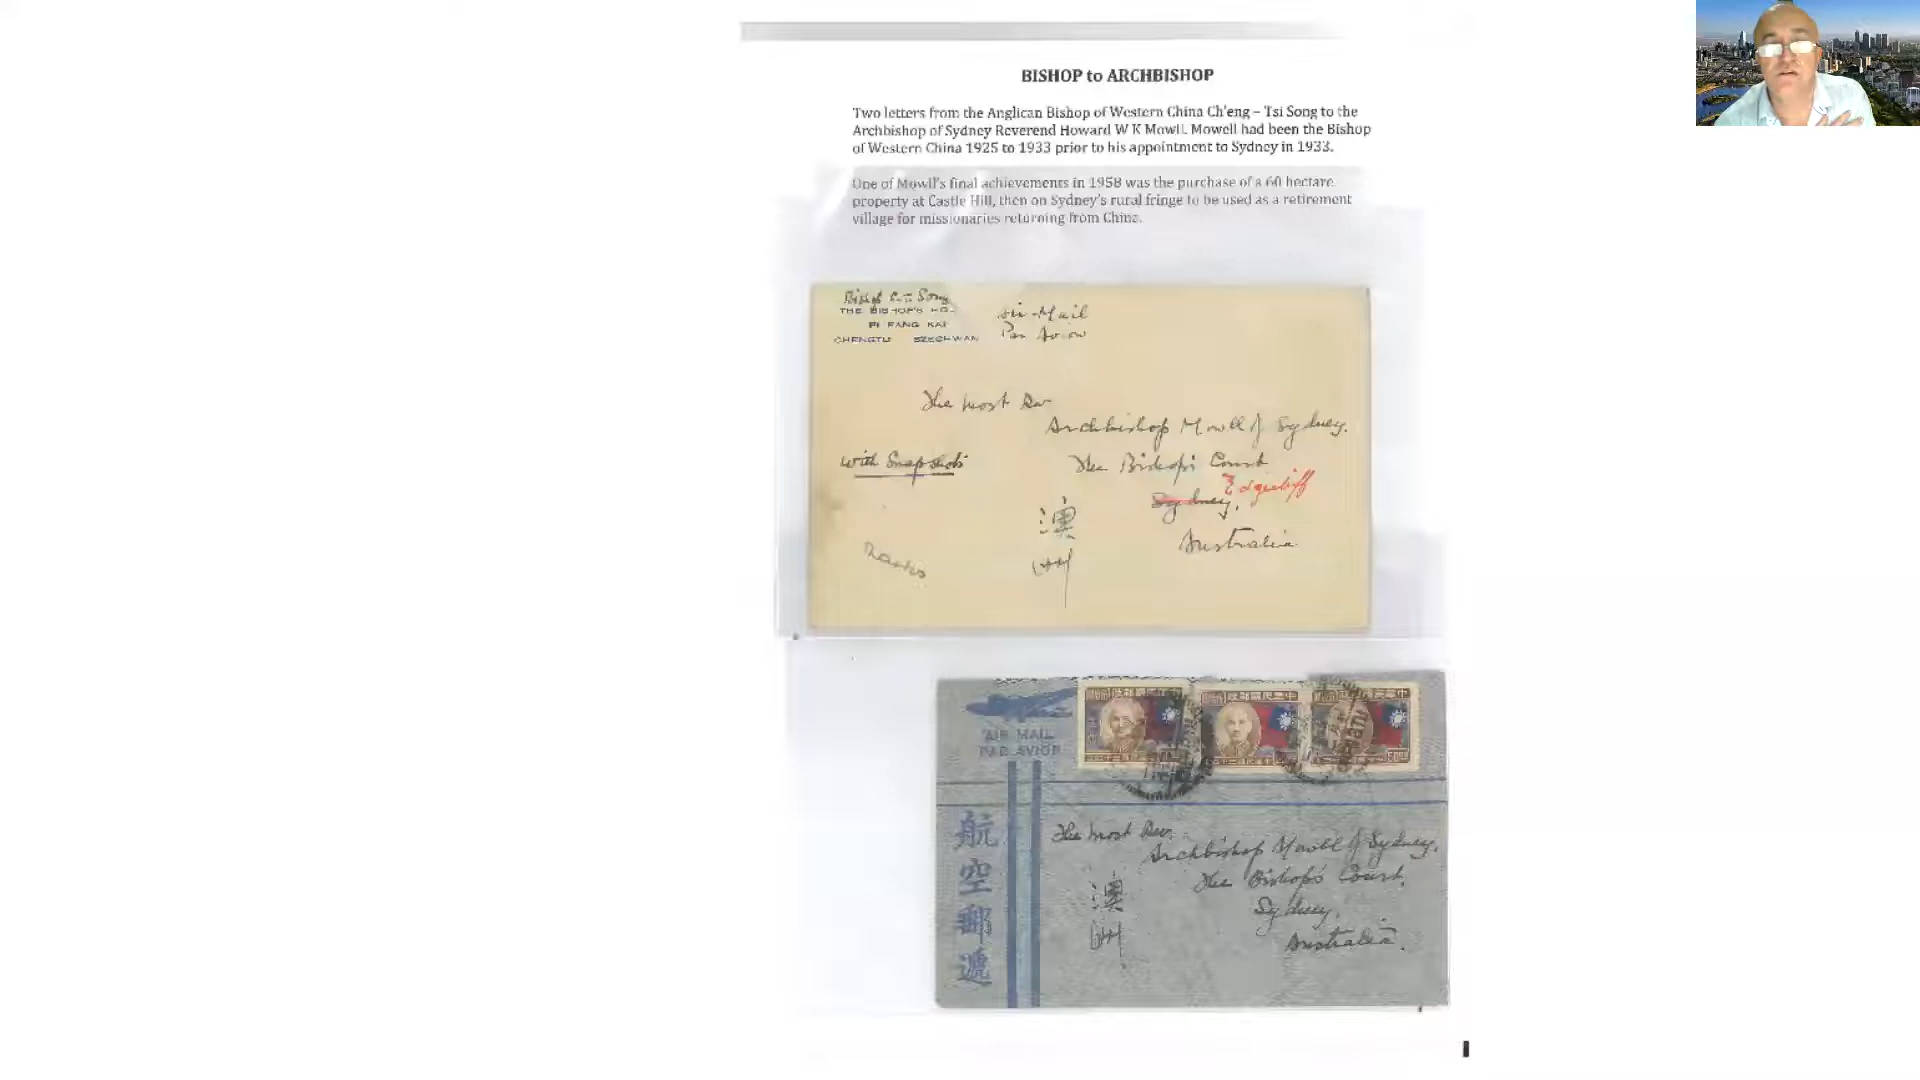 BISHOP to ARCHBISHOP
Two letters from the Anglican Bishop of Western China Ch'eng – Tsi Song to the
Archbishop of Sydney Reverend Howard W K Mowll. Mowell had been the Bishop
of Western China 1925 to 1933 prior to his appointment to Sydney in 1933.
One of Mowll's final achievements in 1958 was the purchase of a 60 hectare
property at Castle Hill, then on Sydney's rural fringe to be used as a retirement
village for missionaries returning from China.
Song
THE BISHOP'S HO.
PI FANG KAI
CHENGTU SZECHWAN
Air-Mail
Par Avion
The Most Rev
Archbishop Mowll of Sydney.
With Snapshots
The Bishop's Court
Sydney, Edgecliff
Australia
澳
洲
AIR MAIL
PAR AVION
航
空
郵
遞
The Most Rev.
Archbishop Mowll of Sydney,
The Bishop's Court,
Sydney,
Australia.
澳
洲